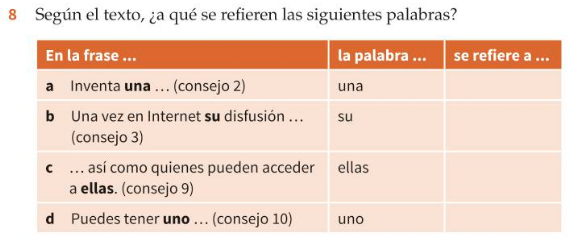 8 Según el texto, ¿a qué se refieren las siguientes palabras?
En la frase ... la palabra ... se refiere a ...
a Inventa una ... (consejo 2) una
b Una vez en Internet su disfusión ... su
(consejo 3)
c ... así como quienes pueden acceder ellas
a ellas. (consejo 9)
d Puedes tener uno ... (consejo 10) uno